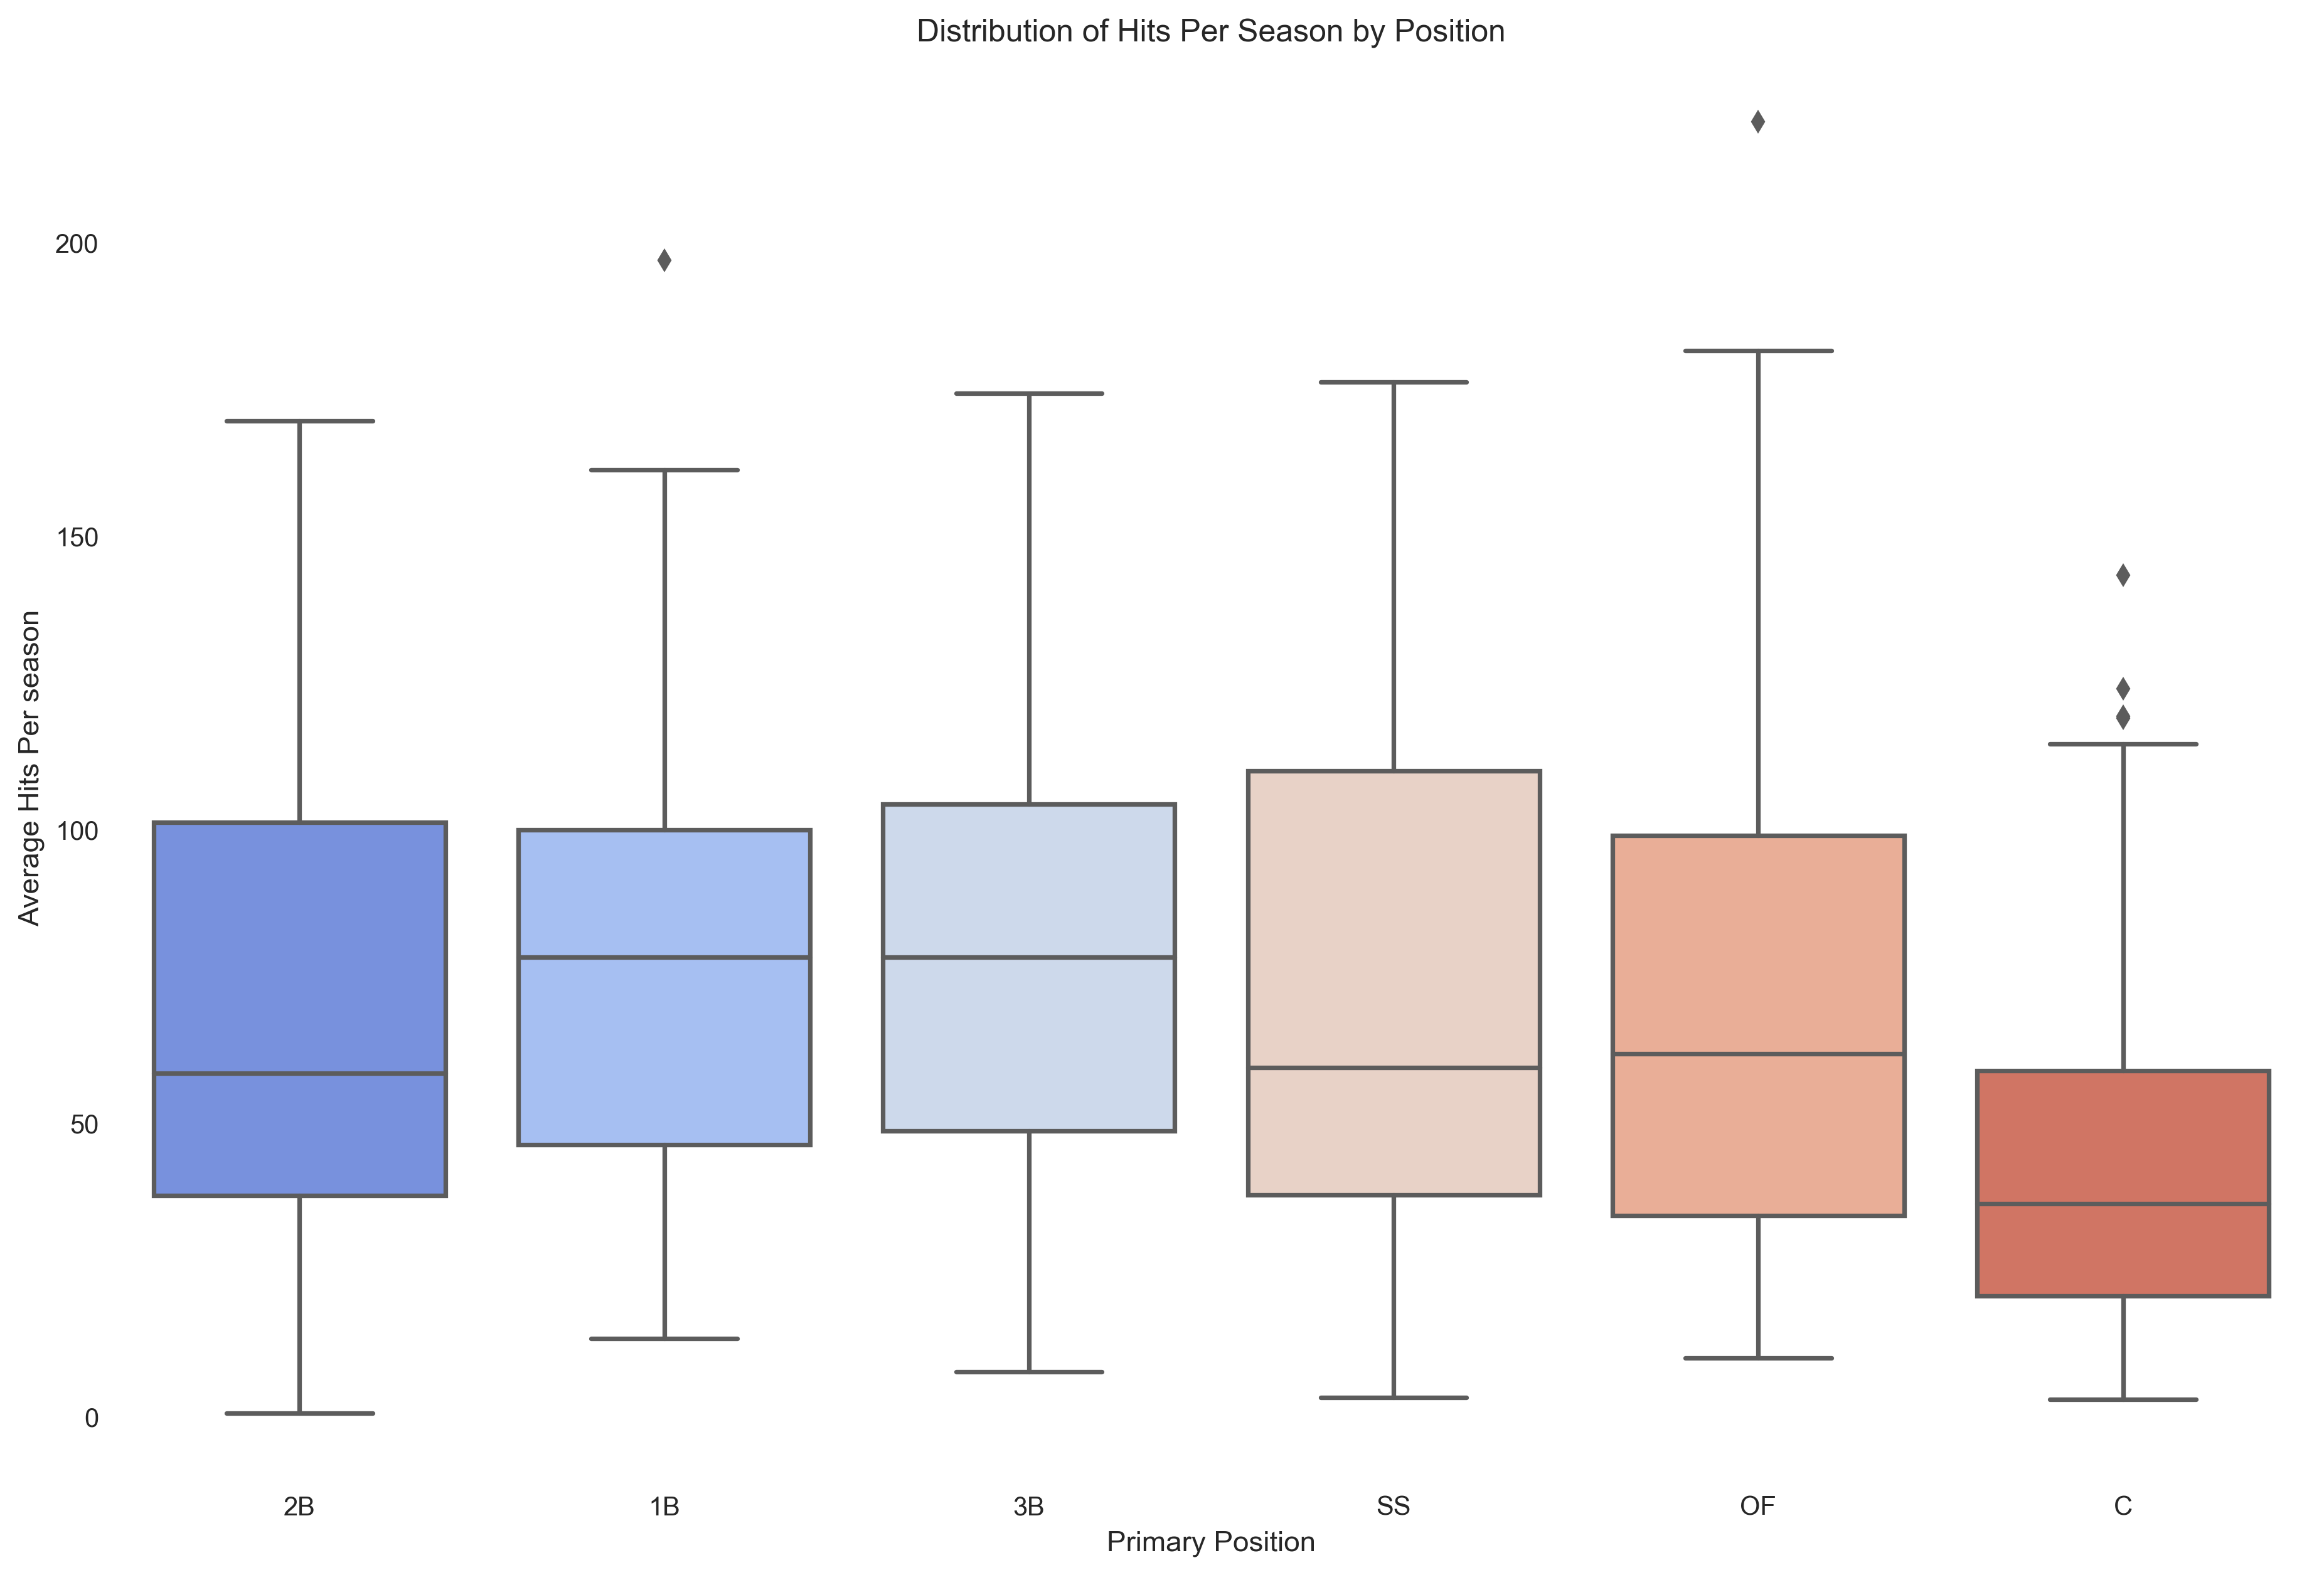 Distribution of Hits Per Season by Position
Average Hits Per season
200
150
100
50
0
2B 1B 3B SS OF C
Primary Position